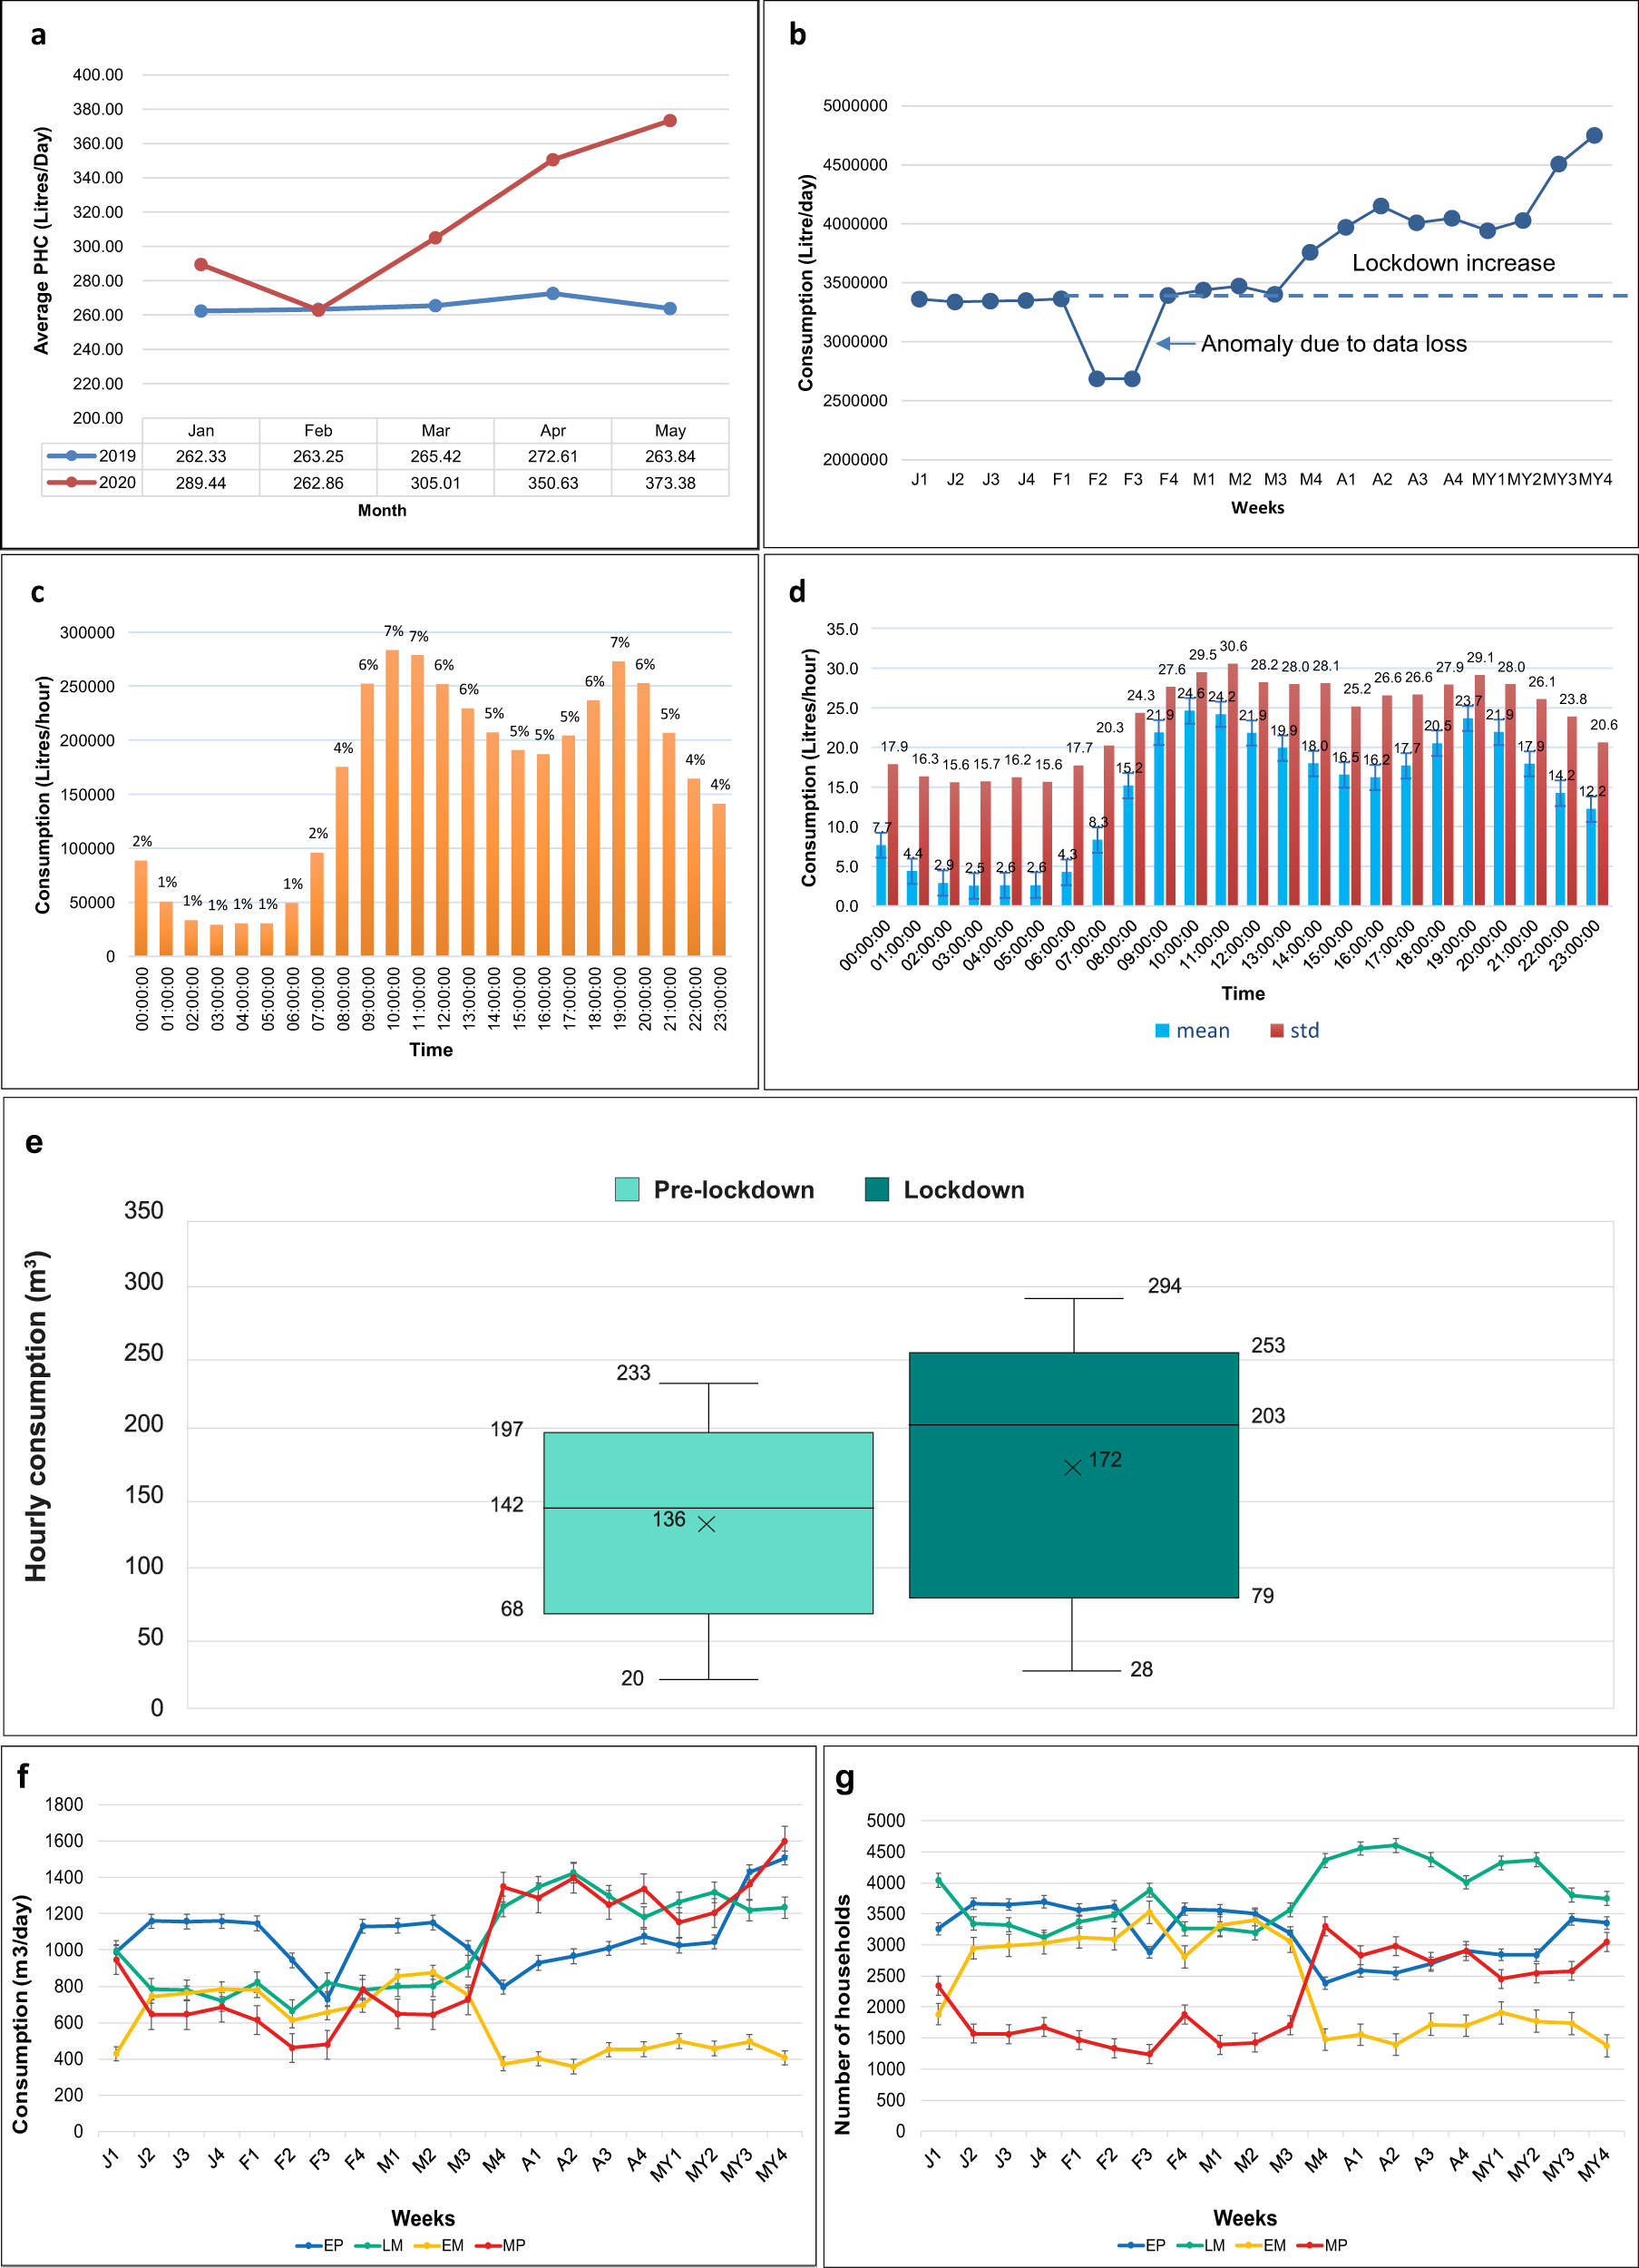 a
400.00
380.00
360.00
340.00
320.00
300.00
280.00
260.00
240.00
220.00
200.00
Average PHC (Litres/Day)
Jan Feb Mar Apr May
2019 262.33 263.25 265.42 272.61 263.84
2020 289.44 262.86 305.01 350.63 373.38
Month
b
5000000
4500000
4000000
3500000
3000000
2500000
2000000
Consumption (Litre/day)
Lockdown increase
Anomaly due to data loss
J1 J2 J3 J4 F1 F2 F3 F4 M1 M2 M3 M4 A1 A2 A3 A4 MY1 MY2 MY3 MY4
Weeks
c
300000
250000
200000
150000
100000
50000
0
Consumption (Litres/hour)
2% 1% 1% 1% 1% 1% 1% 2% 4% 6% 7% 7% 6% 6% 5% 5% 5% 5% 6% 7% 6% 5% 4% 4%
00:00:00 01:00:00 02:00:00 03:00:00 04:00:00 05:00:00 06:00:00 07:00:00 08:00:00 09:00:00 10:00:00 11:00:00 12:00:00 13:00:00 14:00:00 15:00:00 16:00:00 17:00:00 18:00:00 19:00:00 20:00:00 21:00:00 22:00:00 23:00:00
Time
d
35.0
30.0
25.0
20.0
15.0
10.0
5.0
0.0
Consumption (Litres/hour)
17.9 16.3 15.6 15.7 16.2 15.6 17.7 20.3 24.3 27.6 29.5 30.6 28.2 28.0 28.1 25.2 26.6 26.6 27.9 29.1 28.0 26.1 23.8 20.6
7.7 4.4 2.9 2.5 2.6 2.6 4.3 8.3 15.2 21.9 24.6 24.2 21.9 19.9 18.0 16.5 16.2 17.7 20.5 23.7 21.9 17.9 14.2 12.2
00:00:00 01:00:00 02:00:00 03:00:00 04:00:00 05:00:00 06:00:00 07:00:00 08:00:00 09:00:00 10:00:00 11:00:00 12:00:00 13:00:00 14:00:00 15:00:00 16:00:00 17:00:00 18:00:00 19:00:00 20:00:00 21:00:00 22:00:00 23:00:00
Time
mean std
e
Pre-lockdown Lockdown
350
300
250
200
150
100
50
0
Hourly consumption (m³)
233
197
142
136
68
20
294
253
203
172
79
28
f
1800
1600
1400
1200
1000
800
600
400
200
0
Consumption (m3/day)
J1 J2 J3 J4 F1 F2 F3 F4 M1 M2 M3 M4 A1 A2 A3 A4 MY1 MY2 MY3 MY4
Weeks
EP LM EM MP
g
5000
4500
4000
3500
3000
2500
2000
1500
1000
500
0
Number of households
J1 J2 J3 J4 F1 F2 F3 F4 M1 M2 M3 M4 A1 A2 A3 A4 MY1 MY2 MY3 MY4
Weeks
EP LM EM MP